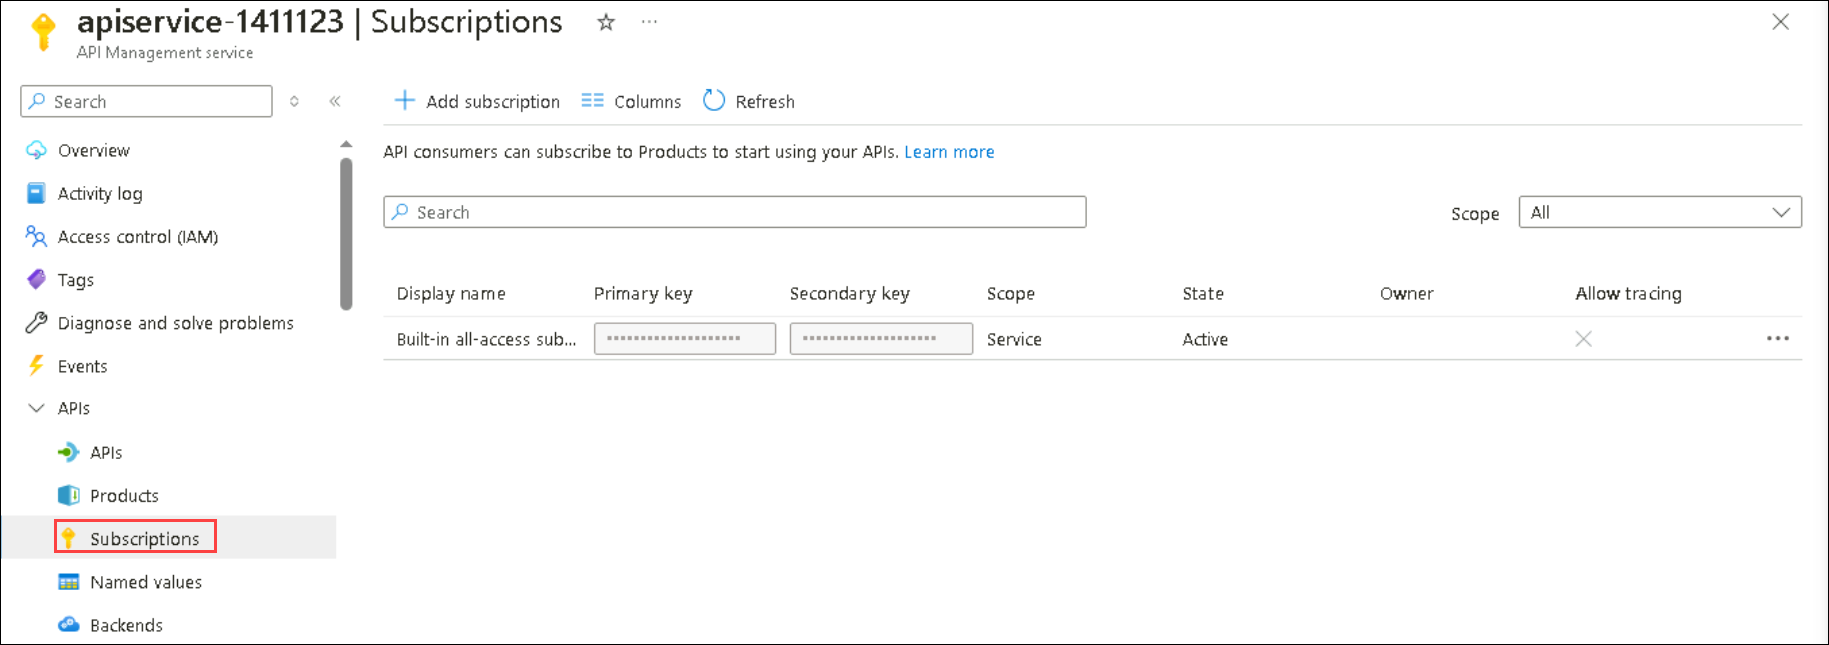 apiservice-1411123 | Subscriptions
API Management service
Search
Overview
Activity log
Access control (IAM)
Tags
Diagnose and solve problems
Events
APIs
APIs
Products
Subscriptions
Named values
Backends
Add subscription Columns Refresh
API consumers can subscribe to Products to start using your APIs. Learn more
Search
Scope All
Display name Primary key Secondary key Scope State Owner Allow tracing
Built-in all-access sub... •••••••••••••••••••• •••••••••••••••••••• Service Active